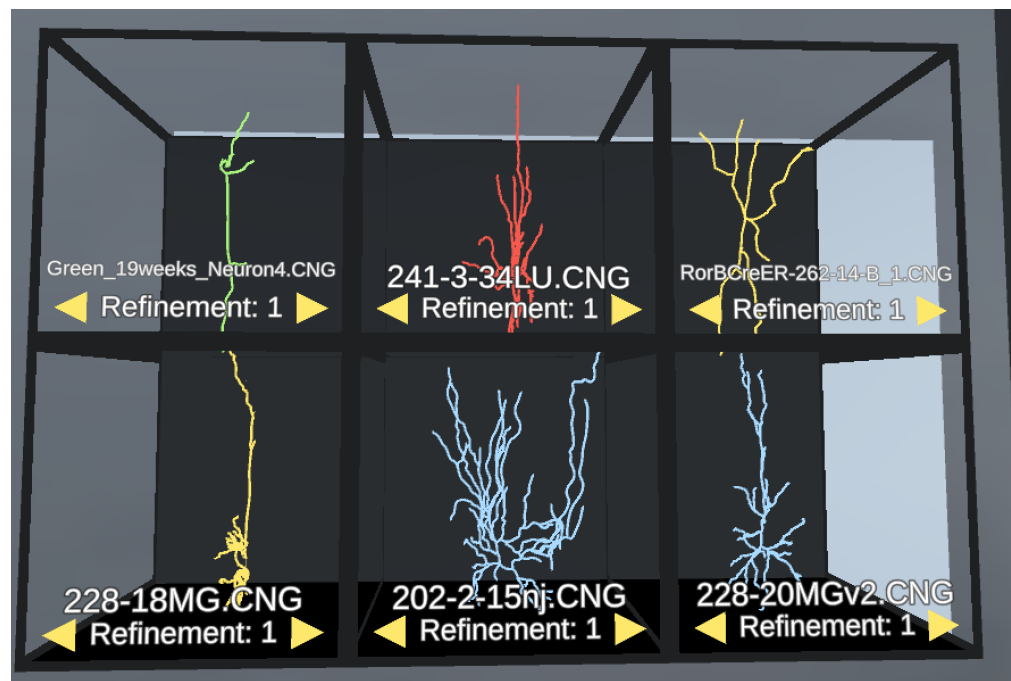 Green_19weeks_Neuron4.CNG
Refinement: 1
241-3-34LU.CNG
Refinement: 1
RorBCreER-262-14-B_1.CNG
Refinement: 1
228-18MG.CNG
Refinement: 1
202-2-15nj.CNG
Refinement: 1
228-20MGv2.CNG
Refinement: 1